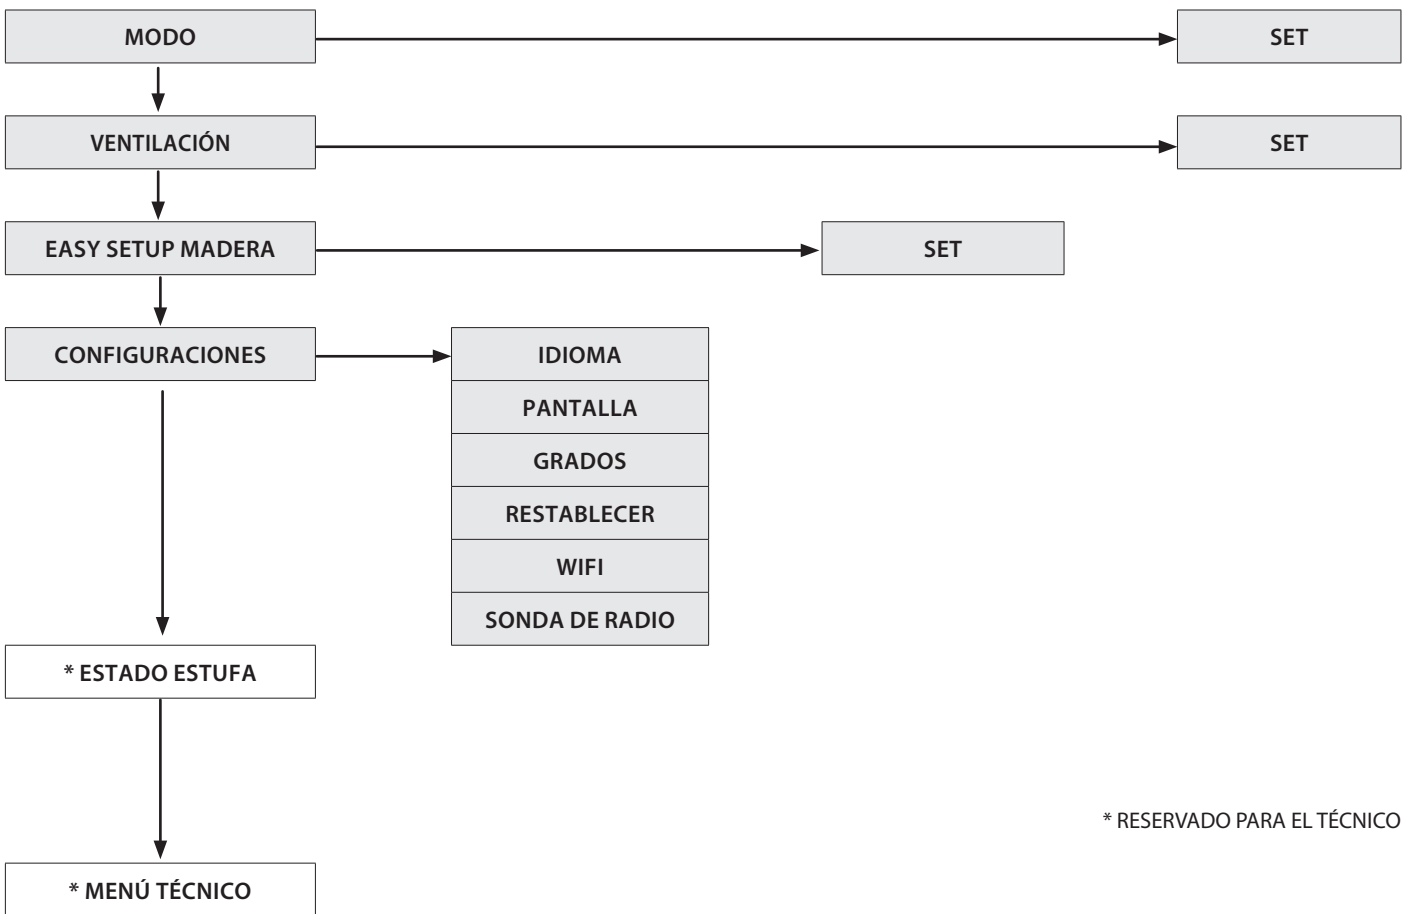 MODO
SET
VENTILACIÓN
SET
EASY SETUP MADERA
SET
CONFIGURACIONES
IDIOMA
PANTALLA
GRADOS
RESTABLECER
WIFI
SONDA DE RADIO
* ESTADO ESTUFA
* RESERVADO PARA EL TÉCNICO
* MENÚ TÉCNICO